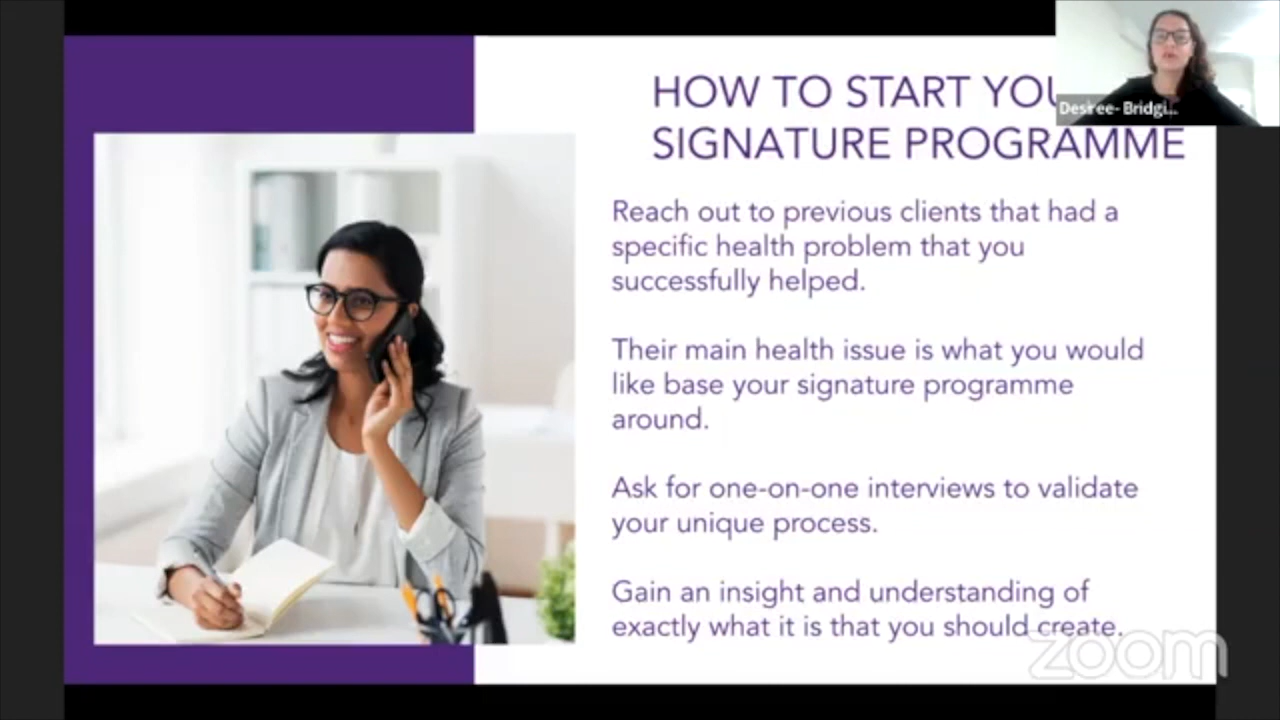 HOW TO START YOU
SIGNATURE PROGRAMME
Desiree- Bridgi...
Reach out to previous clients that had a
specific health problem that you
successfully helped.
Their main health issue is what you would
like base your signature programme
around.
Ask for one-on-one interviews to validate
your unique process.
Gain an insight and understanding of
exactly what it is that you should create.
zoom